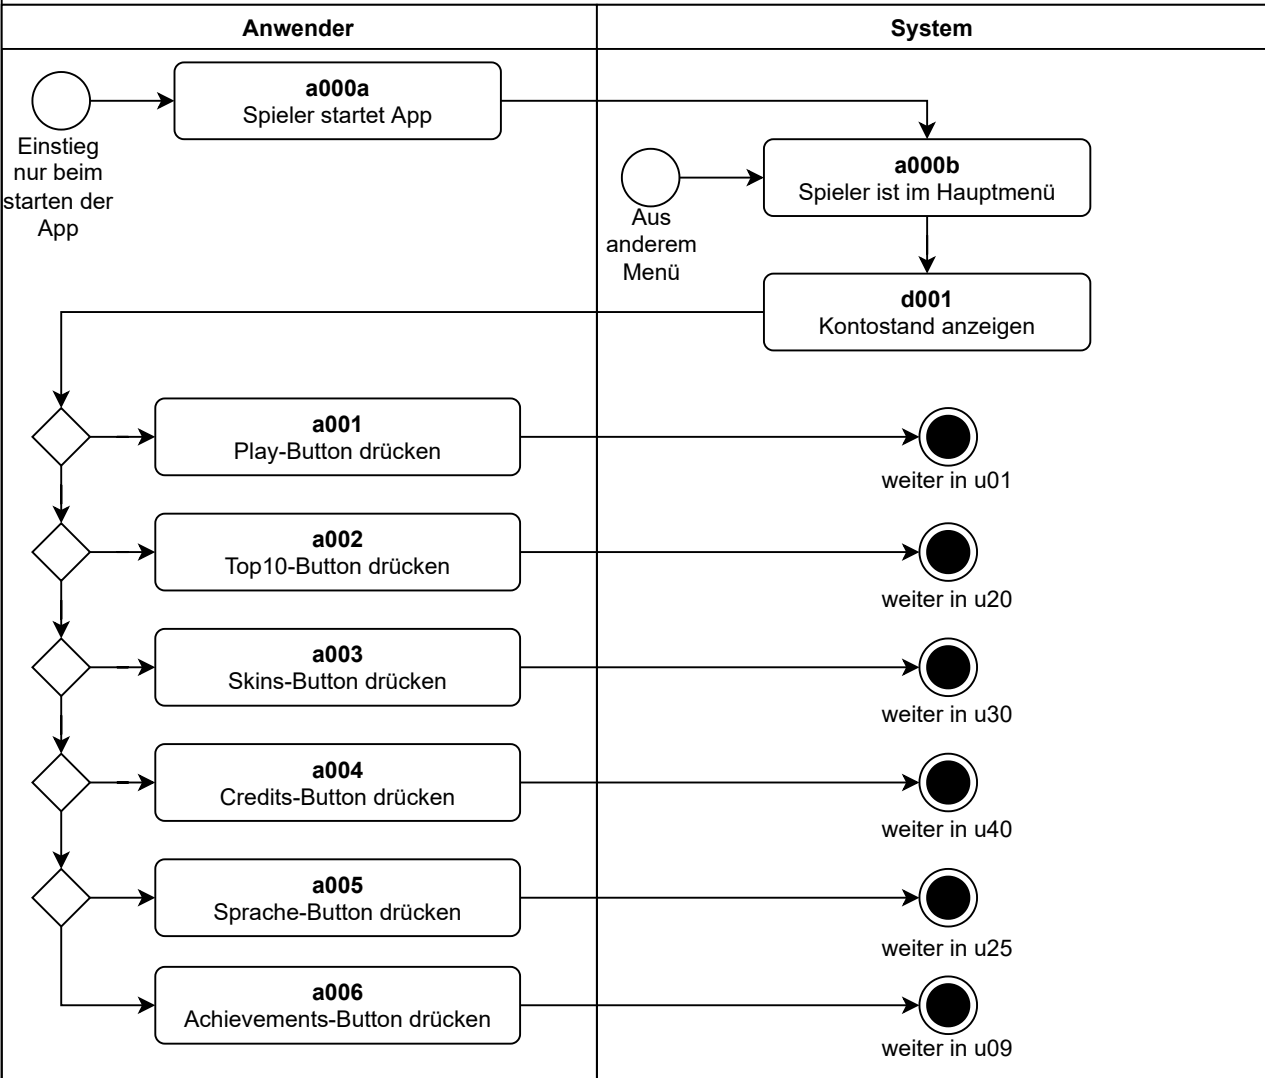 Anwender
System
a000a
Spieler startet App
Einstieg
nur beim
starten der
App
a000b
Spieler ist im Hauptmenü
Aus
anderem
Menü
d001
Kontostand anzeigen
a001
Play-Button drücken
weiter in u01
a002
Top10-Button drücken
weiter in u20
a003
Skins-Button drücken
weiter in u30
a004
Credits-Button drücken
weiter in u40
a005
Sprache-Button drücken
weiter in u25
a006
Achievements-Button drücken
weiter in u09